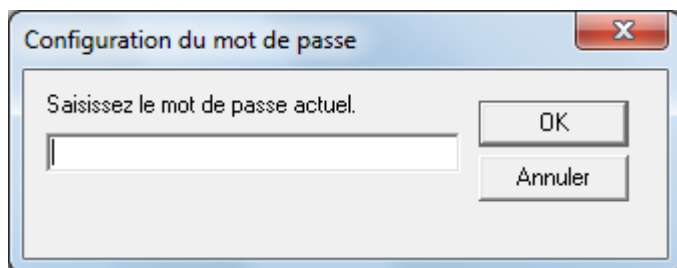 Configuration du mot de passe
Saisissez le mot de passe actuel.
OK
Annuler